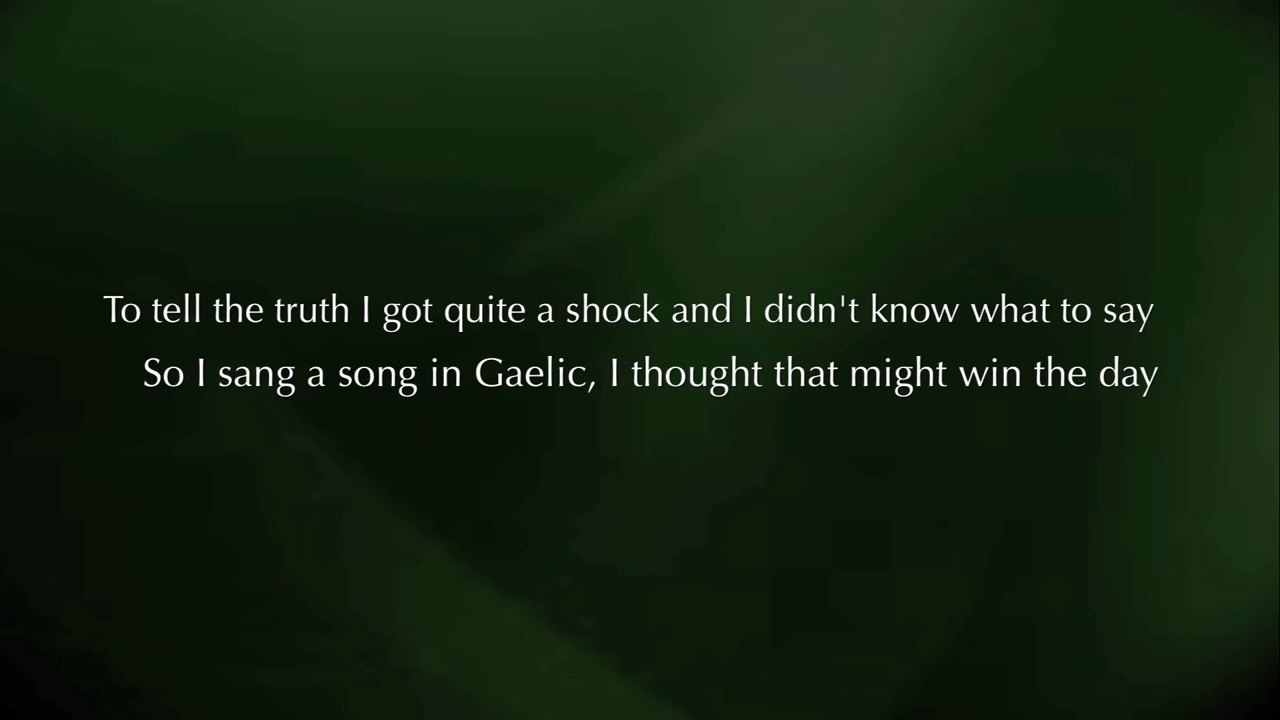 To tell the truth I got quite a shock and I didn't know what to say
So I sang a song in Gaelic, I thought that might win the day